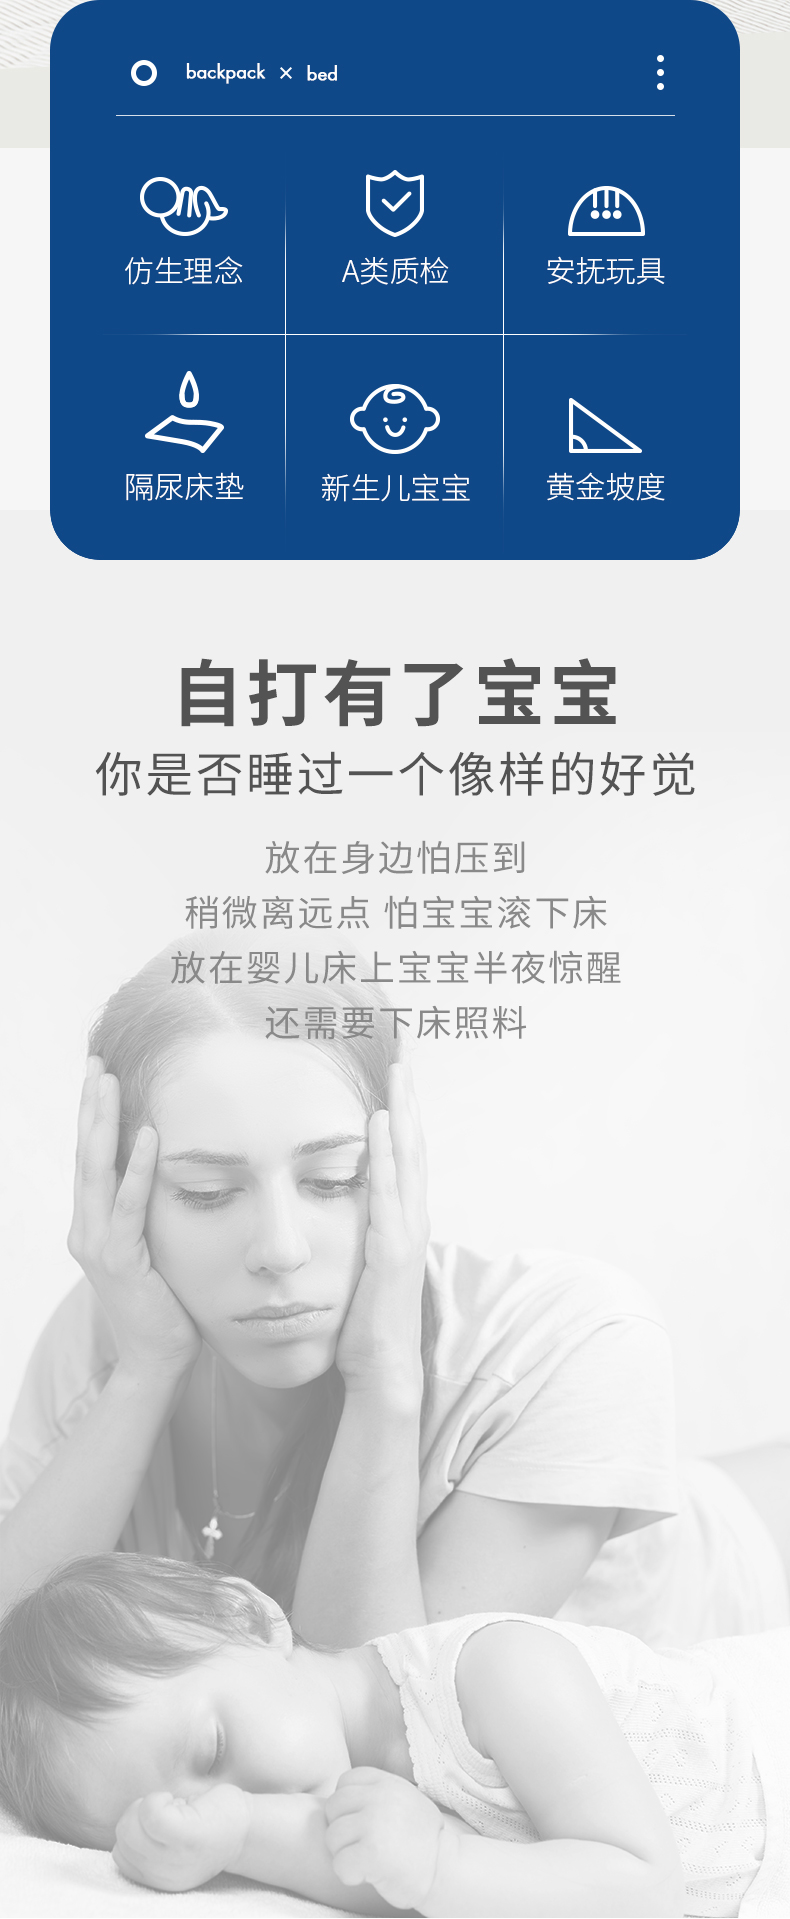 backpack × bed
仿生理念
A类质检
安抚玩具
隔尿床垫
新生儿宝宝
黄金坡度
自打有了宝宝
你是否睡过一个像样的好觉
放在身边怕压到
稍微离远点 怕宝宝滚下床
放在婴儿床上宝宝半夜惊醒
还需要下床照料